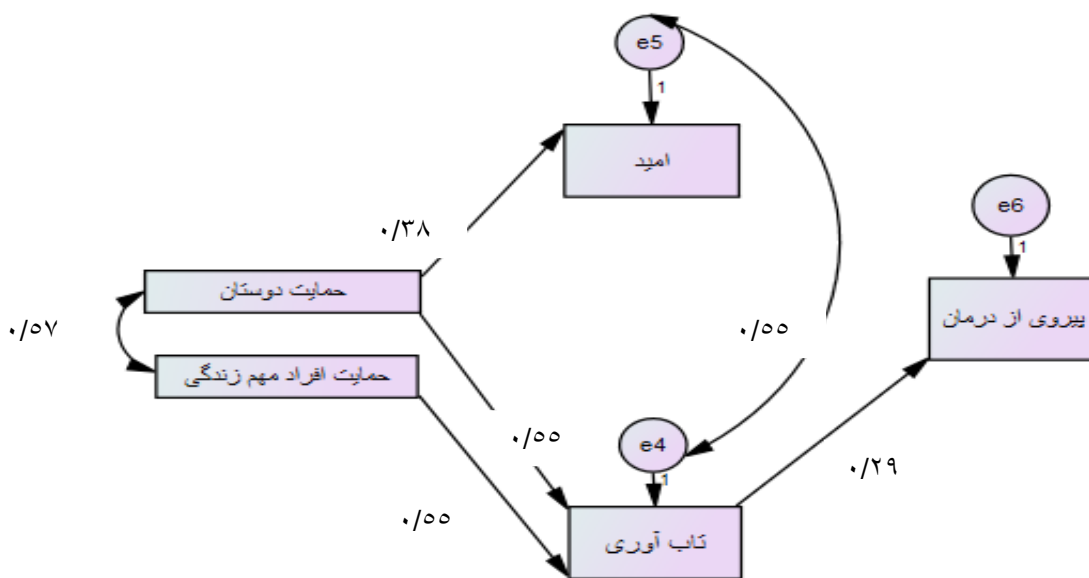 e5
1
امید
۰/۳۸
e6
1
حمایت دوستان
پیروی از درمان
۰/۵۷
۰/۵۵
حمایت افراد مهم زندگی
۰/۵۵
e4
1
۰/۲۹
۰/۵۵
تاب آوری